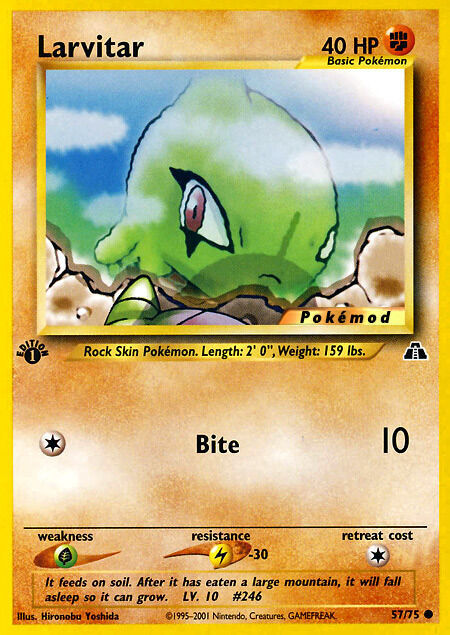 Larvitar
40 HP
Basic Pokémon
Pokémod
EDITION
1
Rock Skin Pokémon. Length: 2' 0", Weight: 159 lbs.
Bite
10
weakness
resistance
-30
retreat cost
It feeds on soil. After it has eaten a large mountain, it will fall
asleep so it can grow. LV. 10 #246
Illus. Hironobu Yoshida
©1995-2001 Nintendo, Creatures, GAMEFREAK.
57/75